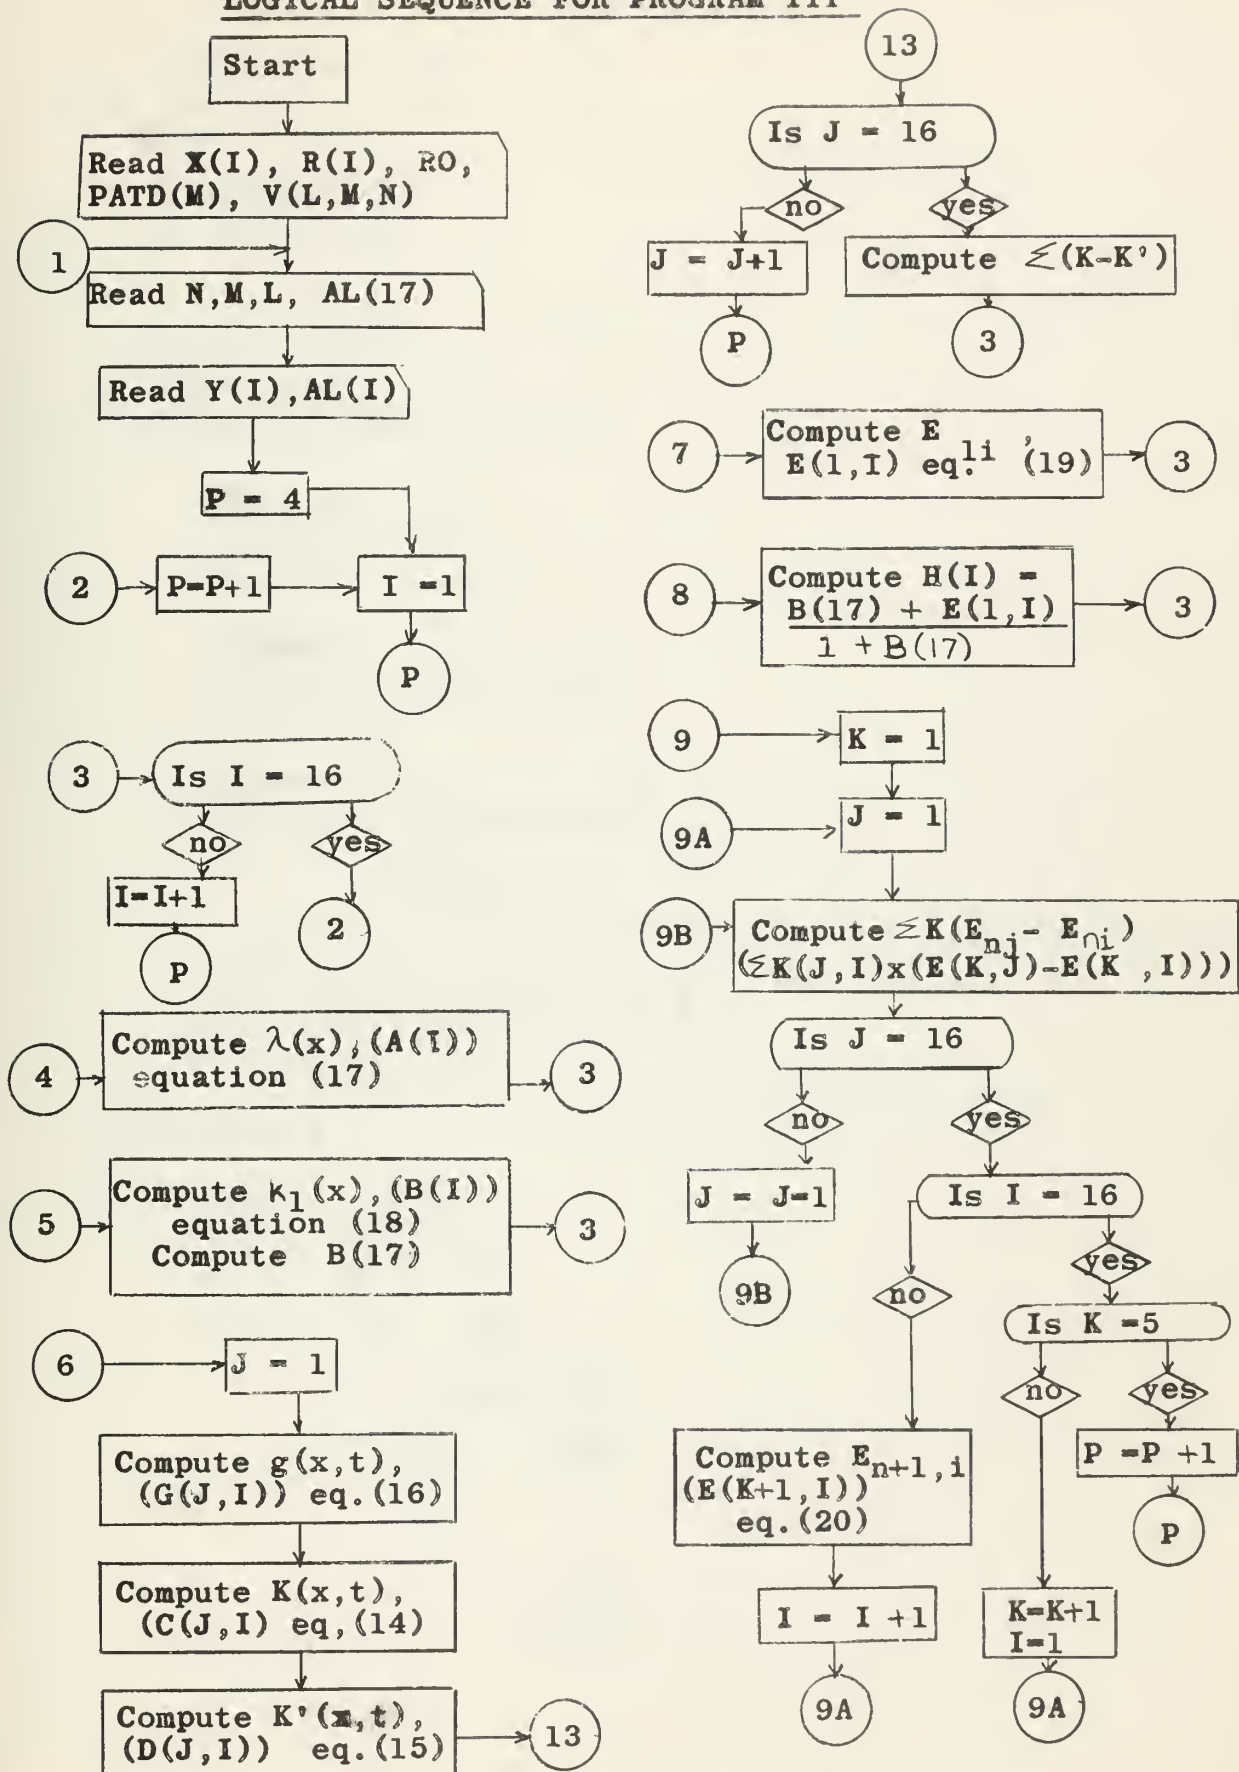 LOGICAL SEQUENCE FOR PROGRAM III
Start
Read X(I), R(I), RO,
PATD(M), V(L,M,N)
1
Read N,M,L, AL(17)
Read Y(I),AL(I)
P = 4
2
P=P+1
I =1
P
3
Is I = 16
no
yes
I=I+1
2
P
4
Compute λ(x),(A(I))
equation (17)
3
5
Compute K₁(x),(B(I))
equation (18)
Compute B(17)
3
6
J = 1
Compute g(x,t),
(G(J,I)) eq.(16)
Compute K(x,t),
(C(J,I) eq,(14)
Compute K'(x,t),
(D(J,I)) eq.(15)
13
13
Is J = 16
no
yes
J = J+1
Compute Σ(K-K')
P
3
7
Compute E₁ᵢ,
E(1,I) eq. (19)
3
8
Compute H(I) =
B(17) + E(1,I)
1 + B(17)
3
9
K = 1
9A
J = 1
9B
Compute ΣK(Enj- Eni)
(ΣK(J,I)x(E(K,J)-E(K ,I)))
Is J = 16
no
yes
J = J-1
Is I = 16
9B
no
yes
Is K =5
no
yes
Compute En+1,i
(E(K+1,I))
eq.(20)
P =P +1
P
I = I +1
K=K+1
I=1
9A
9A